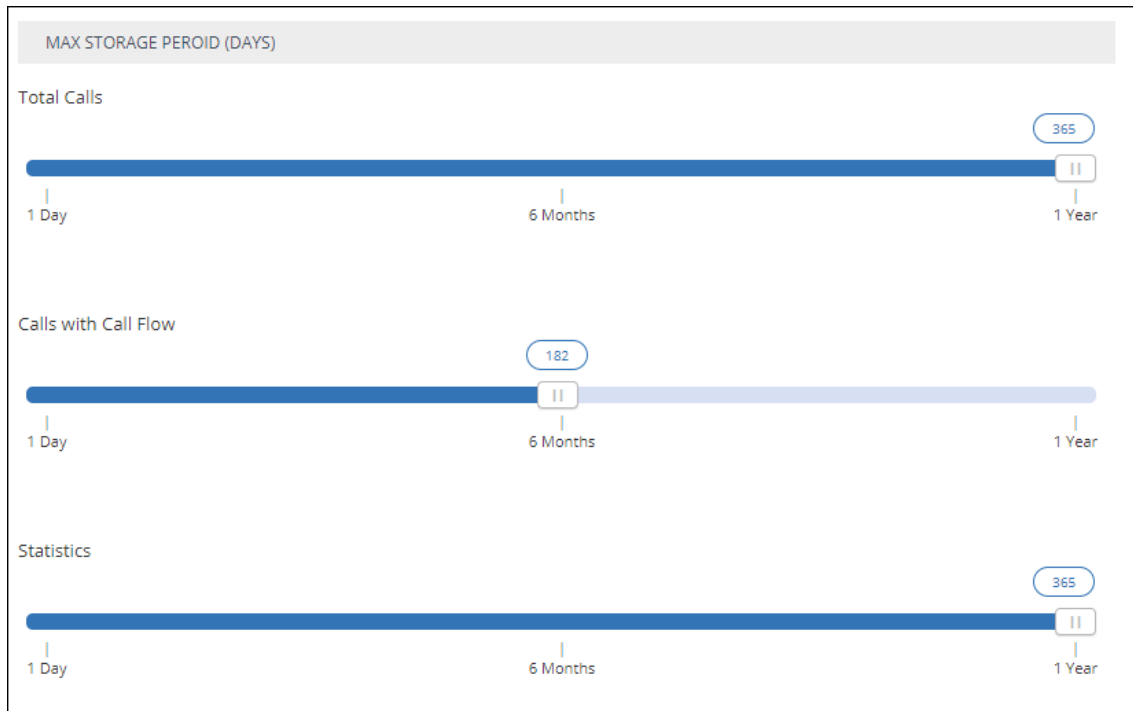 MAX STORAGE PEROID (DAYS)
Total Calls
365
1 Day 6 Months 1 Year
Calls with Call Flow
182
1 Day 6 Months 1 Year
Statistics
365
1 Day 6 Months 1 Year